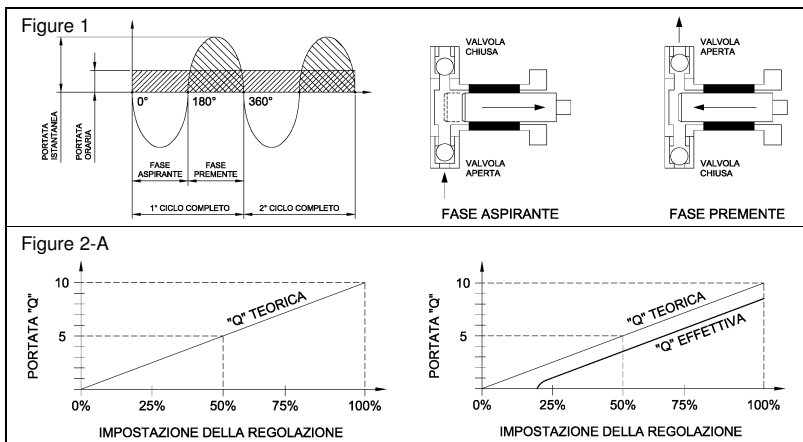 Figure 1
PORTATA
ISTANTANEA
PORTATA
ORARIA
0°
180°
360°
FASE
ASPIRANTE
FASE
PREMENTE
1° CICLO COMPLETO
2° CICLO COMPLETO
VALVOLA
CHIUSA
VALVOLA
APERTA
FASE ASPIRANTE
VALVOLA
APERTA
VALVOLA
CHIUSA
FASE PREMENTE
Figure 2-A
PORTATA "Q"
10
5
"Q" TEORICA
0%
25%
50%
75%
100%
IMPOSTAZIONE DELLA REGOLAZIONE
PORTATA "Q"
10
5
"Q" TEORICA
"Q" EFFETTIVA
0%
25%
50%
75%
100%
IMPOSTAZIONE DELLA REGOLAZIONE